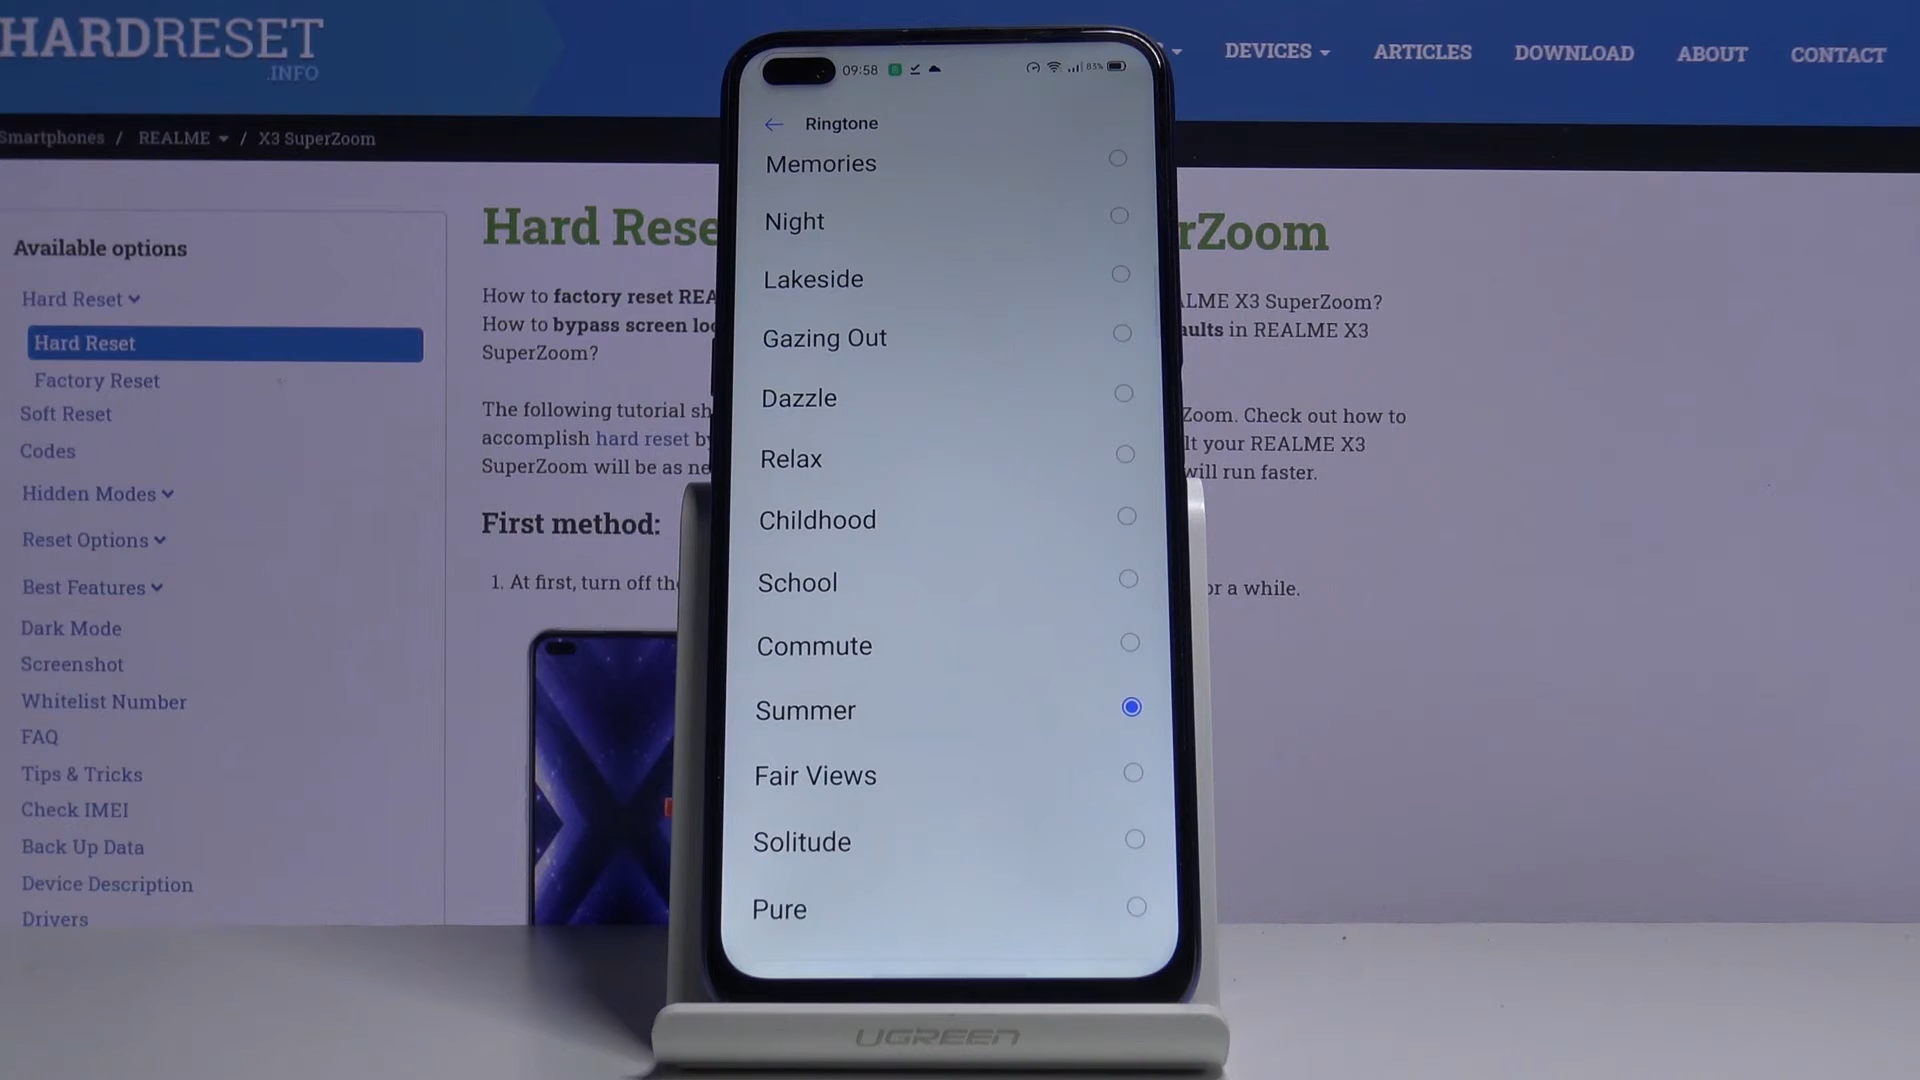 HARDRESET
.INFO
DEVICES
ARTICLES
DOWNLOAD
ABOUT
CONTACT
Smartphones / REALME / X3 SuperZoom
Available options
Hard Reset
Hard Reset
Factory Reset
Soft Reset
Codes
Hidden Modes
Reset Options
Best Features
Dark Mode
Screenshot
Whitelist Number
FAQ
Tips & Tricks
Check IMEI
Back Up Data
Device Description
Drivers
Hard Rese
rZoom
How to factory reset REA
LME X3 SuperZoom?
How to bypass screen loc
aults in REALME X3
SuperZoom?
The following tutorial sh
Zoom. Check out how to
accomplish hard reset by
lt your REALME X3
SuperZoom will be as ne
will run faster.
First method:
1. At first, turn off the
or a while.
09:58
83%
Ringtone
Memories
Night
Lakeside
Gazing Out
Dazzle
Relax
Childhood
School
Commute
Summer
Fair Views
Solitude
Pure
UGREEN